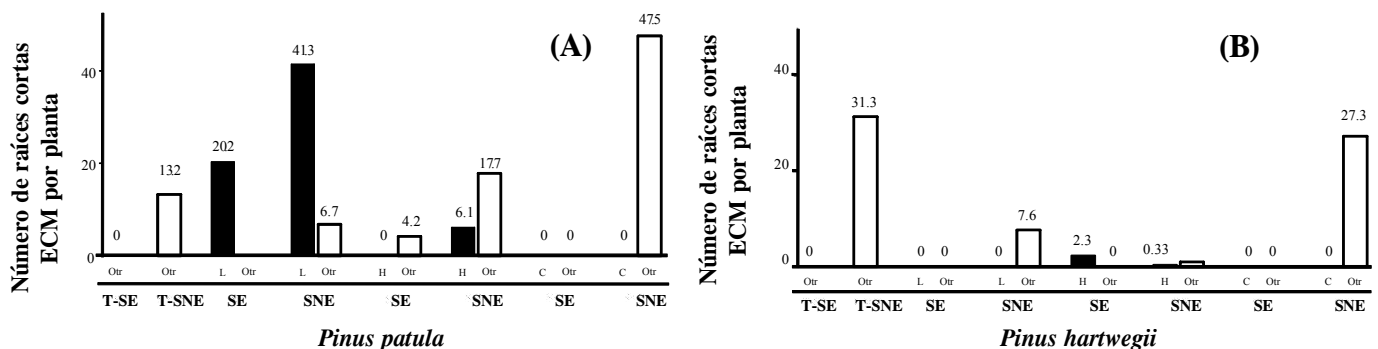 Número de raíces cortas
ECM por planta
(A)
47.5
41.3
40
202
20
132
17.7
6.7
6.1
4.2
0 0 0 0 0
0
Otr Otr L Otr L Otr H Otr H Otr C Otr C Otr
T-SE T-SNE SE SNE SE SNE SE SNE
Pinus patula
Número de raíces cortas
ECM por planta
(B)
40
31.3
27.3
20
7.6
2.3
0.33
0 0 0 0 0 0 0 0
0
Otr Otr L Otr L Otr H Otr H Otr C Otr C Otr
T-SE T-SNE SE SNE SE SNE SE SNE
Pinus hartwegii